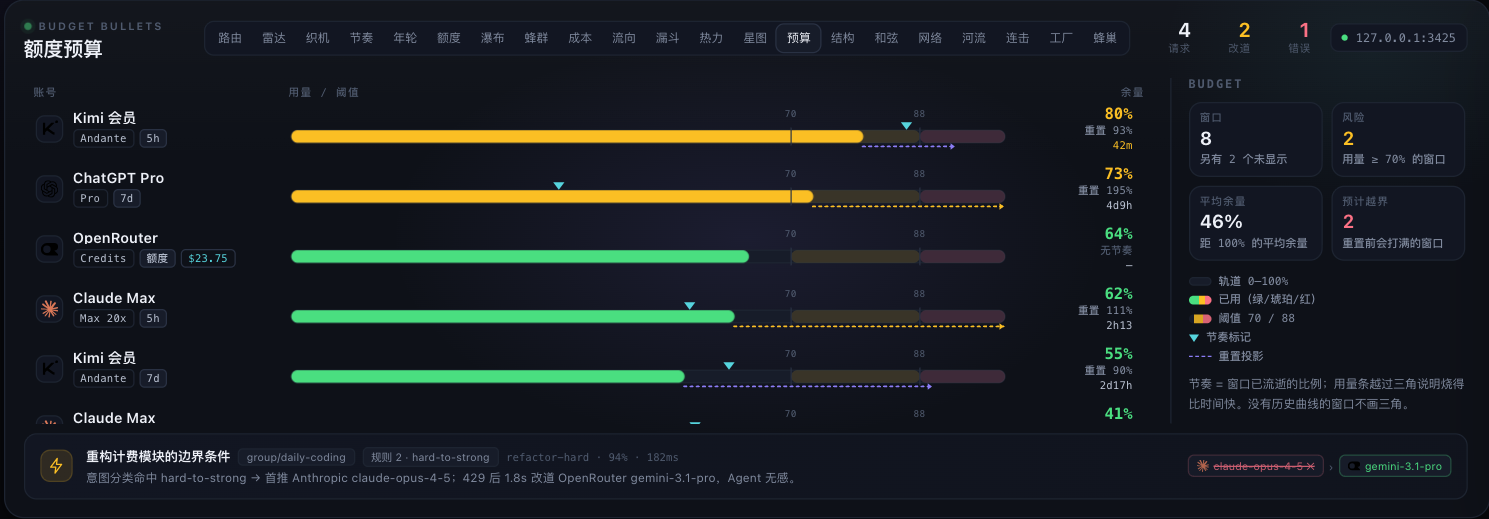 BUDGET BULLETS
额度预算
路由 雷达 织机 节奏 年轮 额度 瀑布 蜂群 成本 流向 漏斗 热力 星图 预算 结构 和弦 网络 河流 连击 工厂 蜂巢
4 请求
2 改道
1 错误
127.0.0.1:3425
账号 用量 / 阈值 余量
Kimi 会员
Andante 5h
70 88
80%
重置 93%
42m
ChatGPT Pro
Pro 7d
70 88
73%
重置 195%
4d9h
OpenRouter
Credits 额度 $23.75
70 88
64%
无节奏
—
Claude Max
Max 20x 5h
70 88
62%
重置 111%
2h13
Kimi 会员
Andante 7d
70 88
55%
重置 90%
2d17h
Claude Max
70 88
41%
BUDGET
窗口
8
另有 2 个未显示
风险
2
用量 ≥ 70% 的窗口
平均余量
46%
距 100% 的平均余量
预计越界
2
重置前会打满的窗口
轨道 0—100%
已用 (绿/琥珀/红)
阈值 70 / 88
节奏标记
重置投影
节奏 = 窗口已流逝的比例；用量条越过三角说明烧得
比时间快。没有历史曲线的窗口不画三角。
重构计费模块的边界条件 group/daily-coding 规则 2 · hard-to-strong refactor-hard · 94% · 182ms
意图分类命中 hard-to-strong → 首推 Anthropic claude-opus-4-5；429 后 1.8s 改道 OpenRouter gemini-3.1-pro，Agent 无感。
claude-opus-4-5 ✕ › gemini-3.1-pro